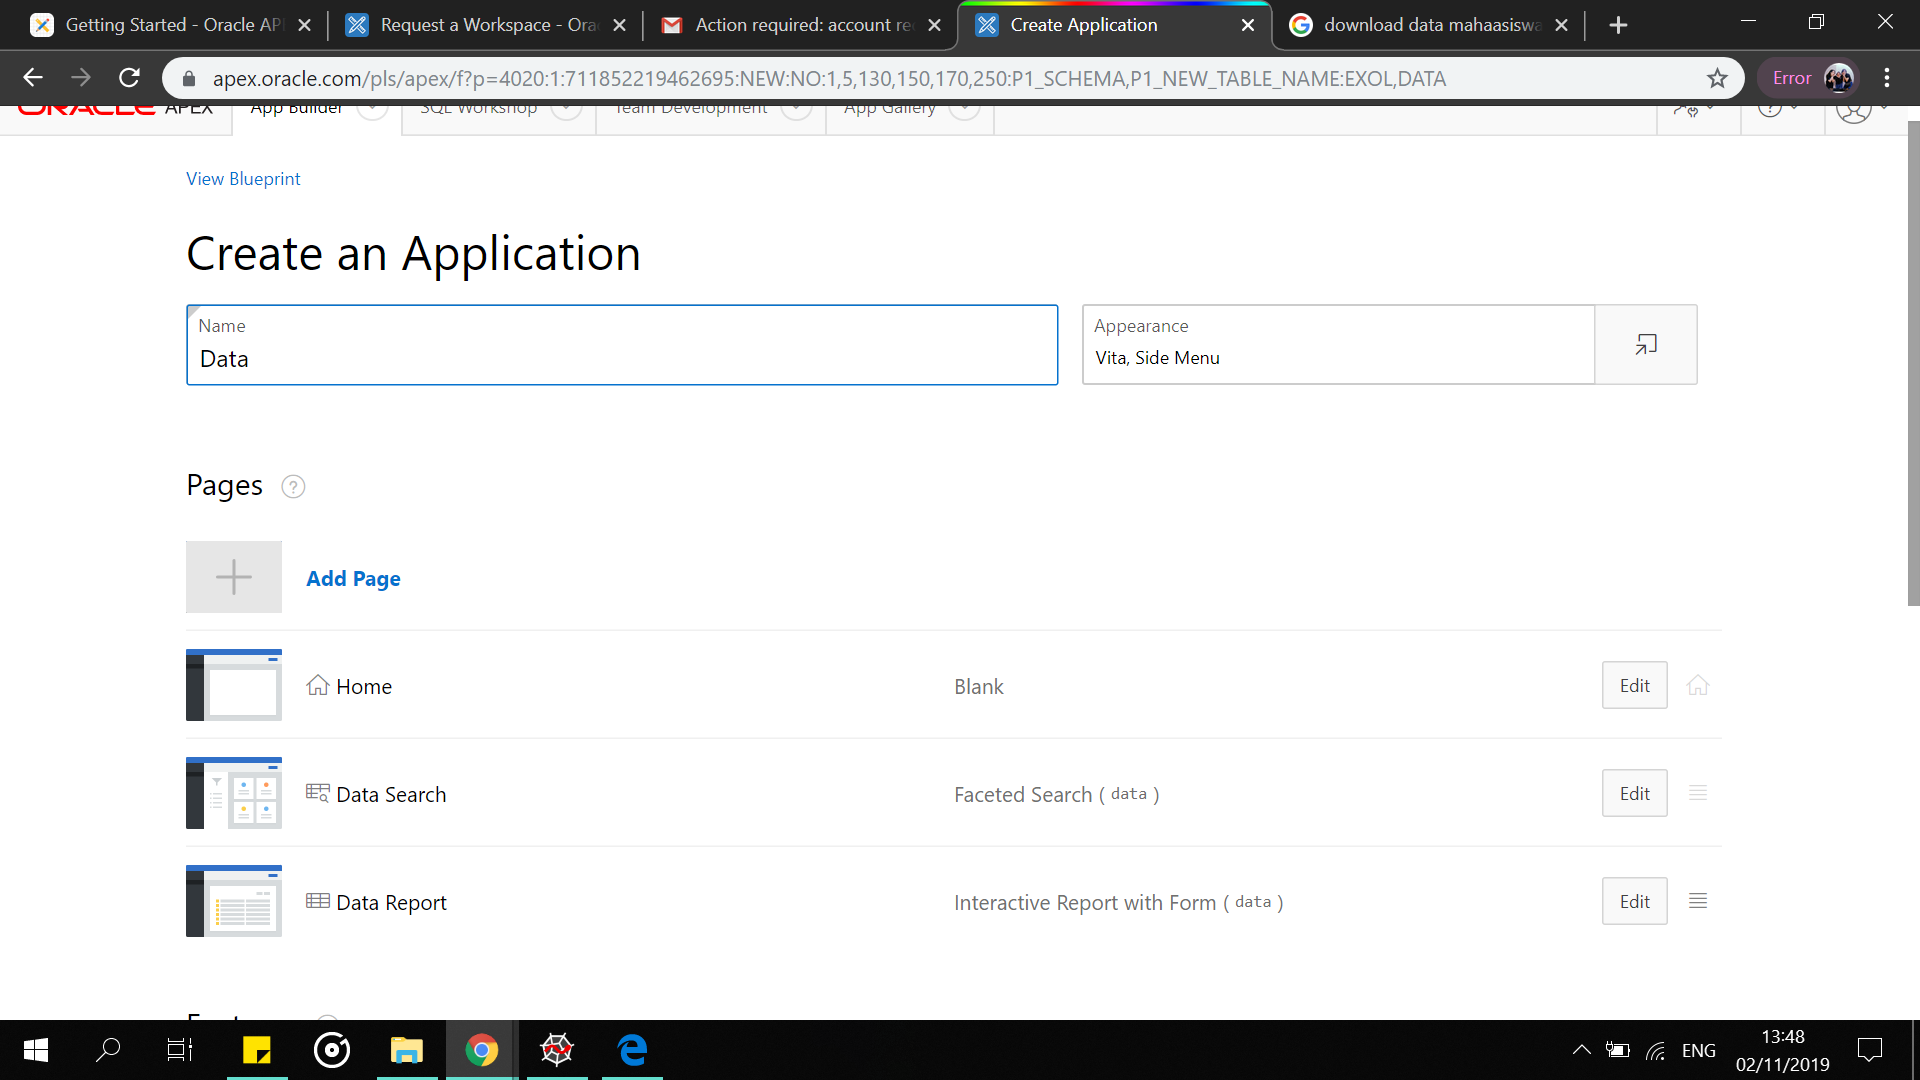 Getting Started - Oracle AP
Request a Workspace - Ora
Action required: account re
Create Application
download data mahaasiswa
apex.oracle.com/pls/apex/f?p=4020:1:711852219462695:NEW:NO:1,5,130,150,170,250:P1_SCHEMA,P1_NEW_TABLE_NAME:EXOL,DATA
Error
ORACLE APEX
App Builder
SQL Workshop
Team Development
App Gallery
View Blueprint
Create an Application
Name
Data
Appearance
Vita, Side Menu
Pages ?
Add Page
Home
Blank
Edit
Data Search
Faceted Search ( data )
Edit
Data Report
Interactive Report with Form ( data )
Edit
ENG
13:48
02/11/2019